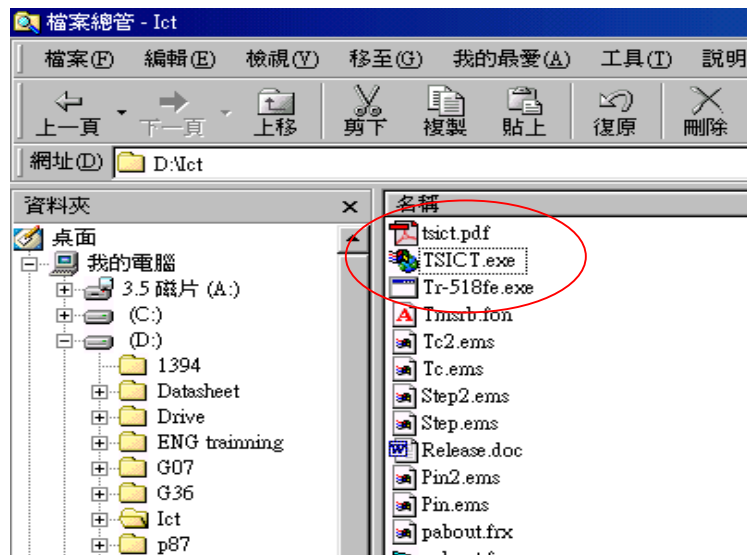 檔案總管 - Ict
檔案(F) 編輯(E) 檢視(V) 移至(G) 我的最愛(A) 工具(T) 說明
上一頁 下一頁 上移 剪下 複製 貼上 復原 刪除
網址(D) D:\Ict
資料夾
桌面
我的電腦
3.5 磁片 (A:)
(C:)
(D:)
1394
Datasheet
Drive
ENG trainning
G07
G36
Ict
p87
名稱
tsict.pdf
TSICT.exe
Tr-518fe.exe
Tmsrb.fon
Tc2.ems
Tc.ems
Step2.ems
Step.ems
Release.doc
Pin2.ems
Pin.ems
pabout.frx